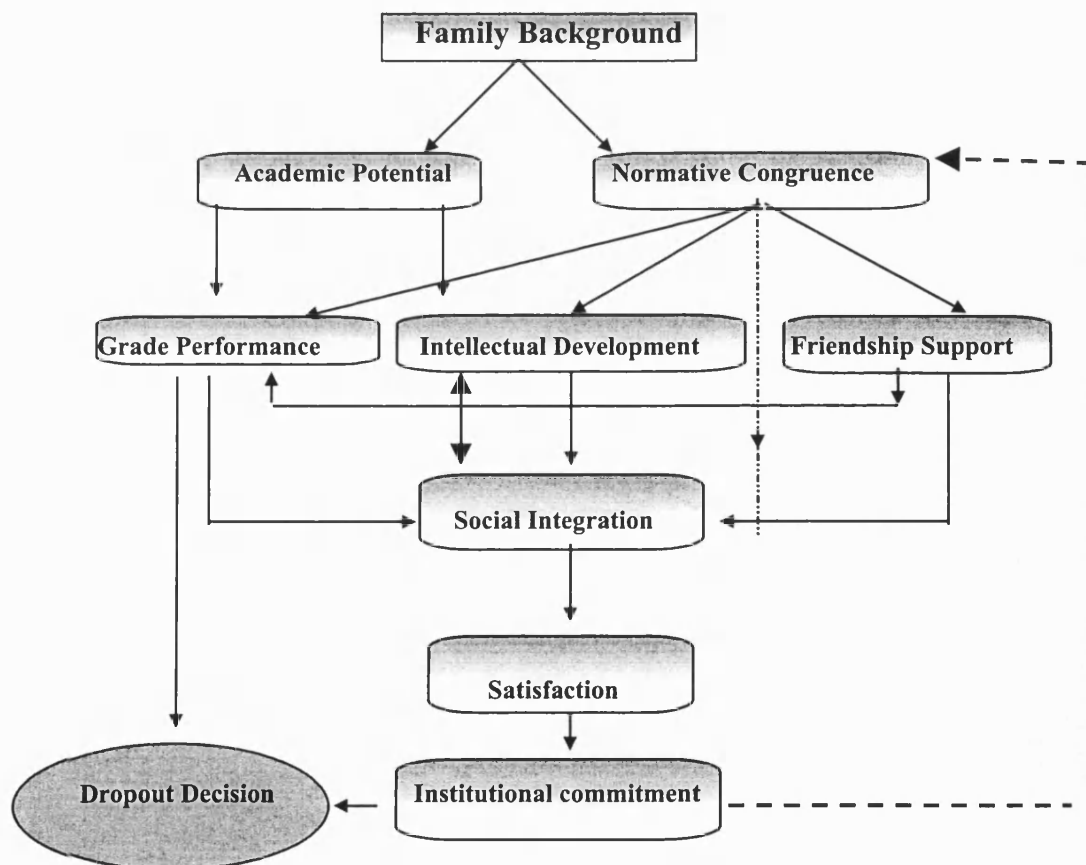 Family Background
Academic Potential
Normative Congruence
Grade Performance
Intellectual Development
Friendship Support
Social Integration
Satisfaction
Dropout Decision
Institutional commitment